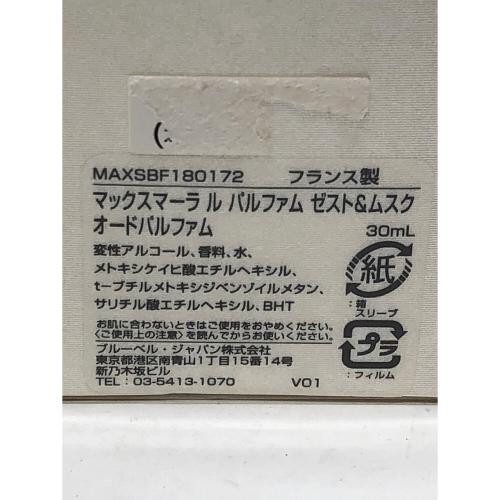 MAXSBF180172 フランス製
マックスマーラ ル パルファム ゼスト&ムスク
オードパルファム 30mL
変性アルコール、香料、水、
メトキシケイヒ酸エチルヘキシル、
t-ブチルメトキシジベンゾイルメタン、
サリチル酸エチルヘキシル、BHT
紙
:箱
スリーブ
お肌に合わないときはご使用をおやめください。
<ご使用上の注意>を読んでからお使いください。
ブルーベル・ジャパン株式会社
東京都港区南青山1丁目15番14号
新乃木坂ビル
TEL : 03-5413-1070 V01
プラ
:フィルム